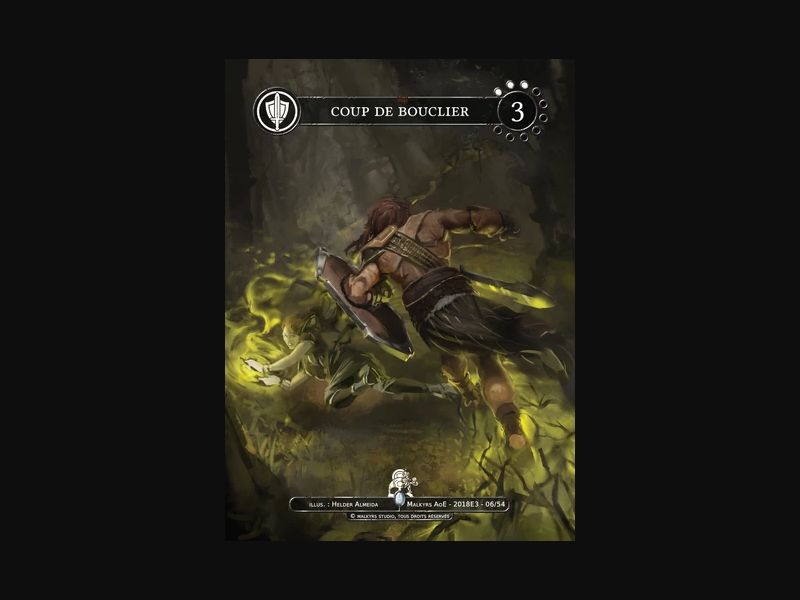 COUP DE BOUCLIER
3
ILLUS. : HELDER ALMEIDA MALKYRS AOE - 2018E3 - 06/54
© MALKYRS STUDIO, TOUS DROITS RÉSERVÉS